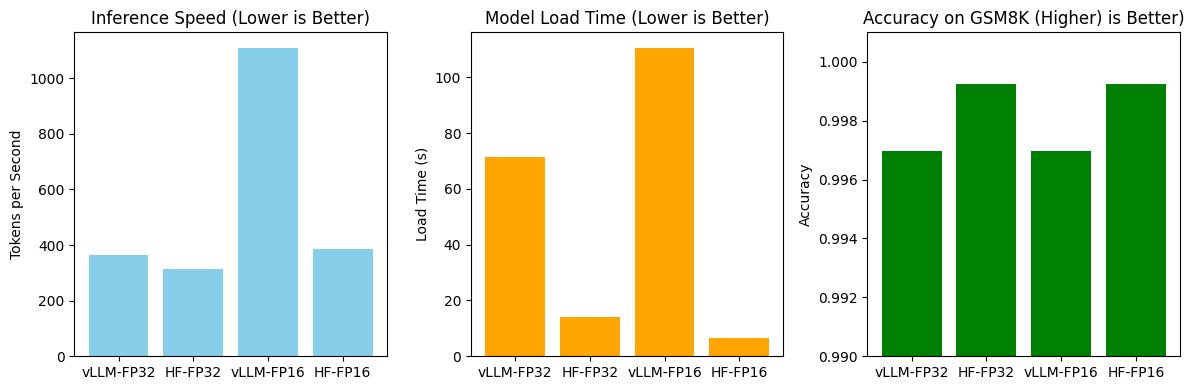 Inference Speed (Lower is Better)
Tokens per Second
1000
800
600
400
200
0
vLLM-FP32 HF-FP32 vLLM-FP16 HF-FP16
Model Load Time (Lower is Better)
Load Time (s)
100
80
60
40
20
0
vLLM-FP32 HF-FP32 vLLM-FP16 HF-FP16
Accuracy on GSM8K (Higher) is Better)
Accuracy
1.000
0.998
0.996
0.994
0.992
0.990
vLLM-FP32 HF-FP32 vLLM-FP16 HF-FP16